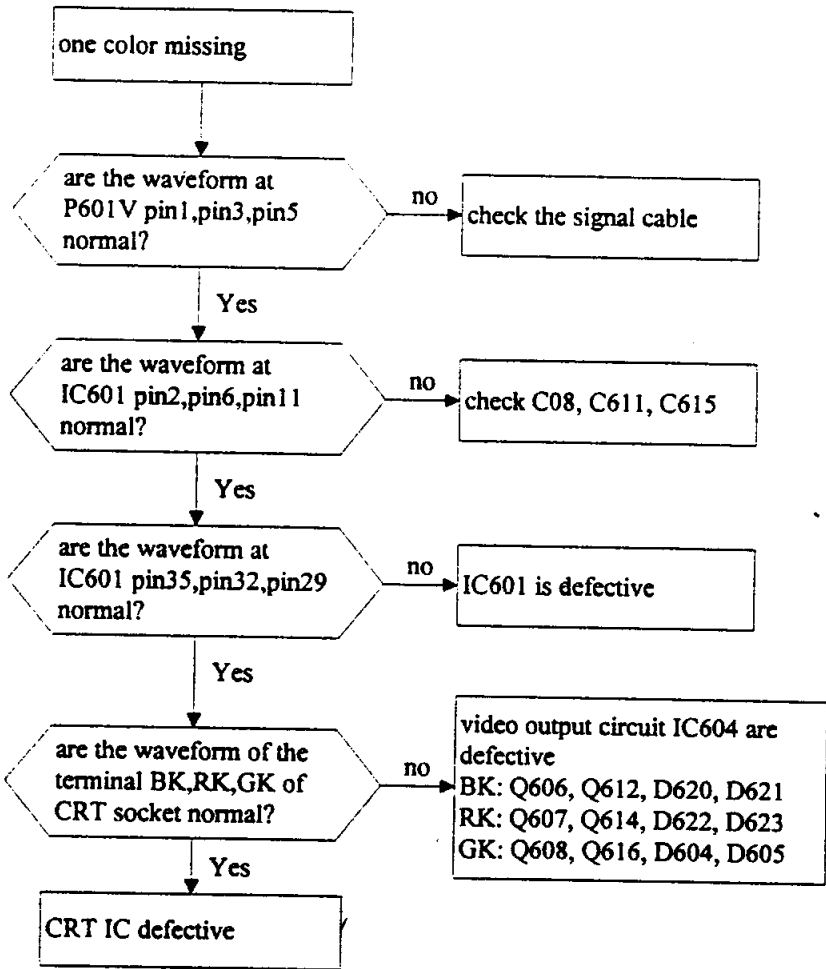 one color missing
are the waveform at
P601V pin1,pin3,pin5
normal?
no
check the signal cable
Yes
are the waveform at
IC601 pin2,pin6,pin11
normal?
no
check C08, C611, C615
Yes
are the waveform at
IC601 pin35,pin32,pin29
normal?
no
IC601 is defective
Yes
are the waveform of the
terminal BK,RK,GK of
CRT socket normal?
no
video output circuit IC604 are
defective
BK: Q606, Q612, D620, D621
RK: Q607, Q614, D622, D623
GK: Q608, Q616, D604, D605
Yes
CRT IC defective